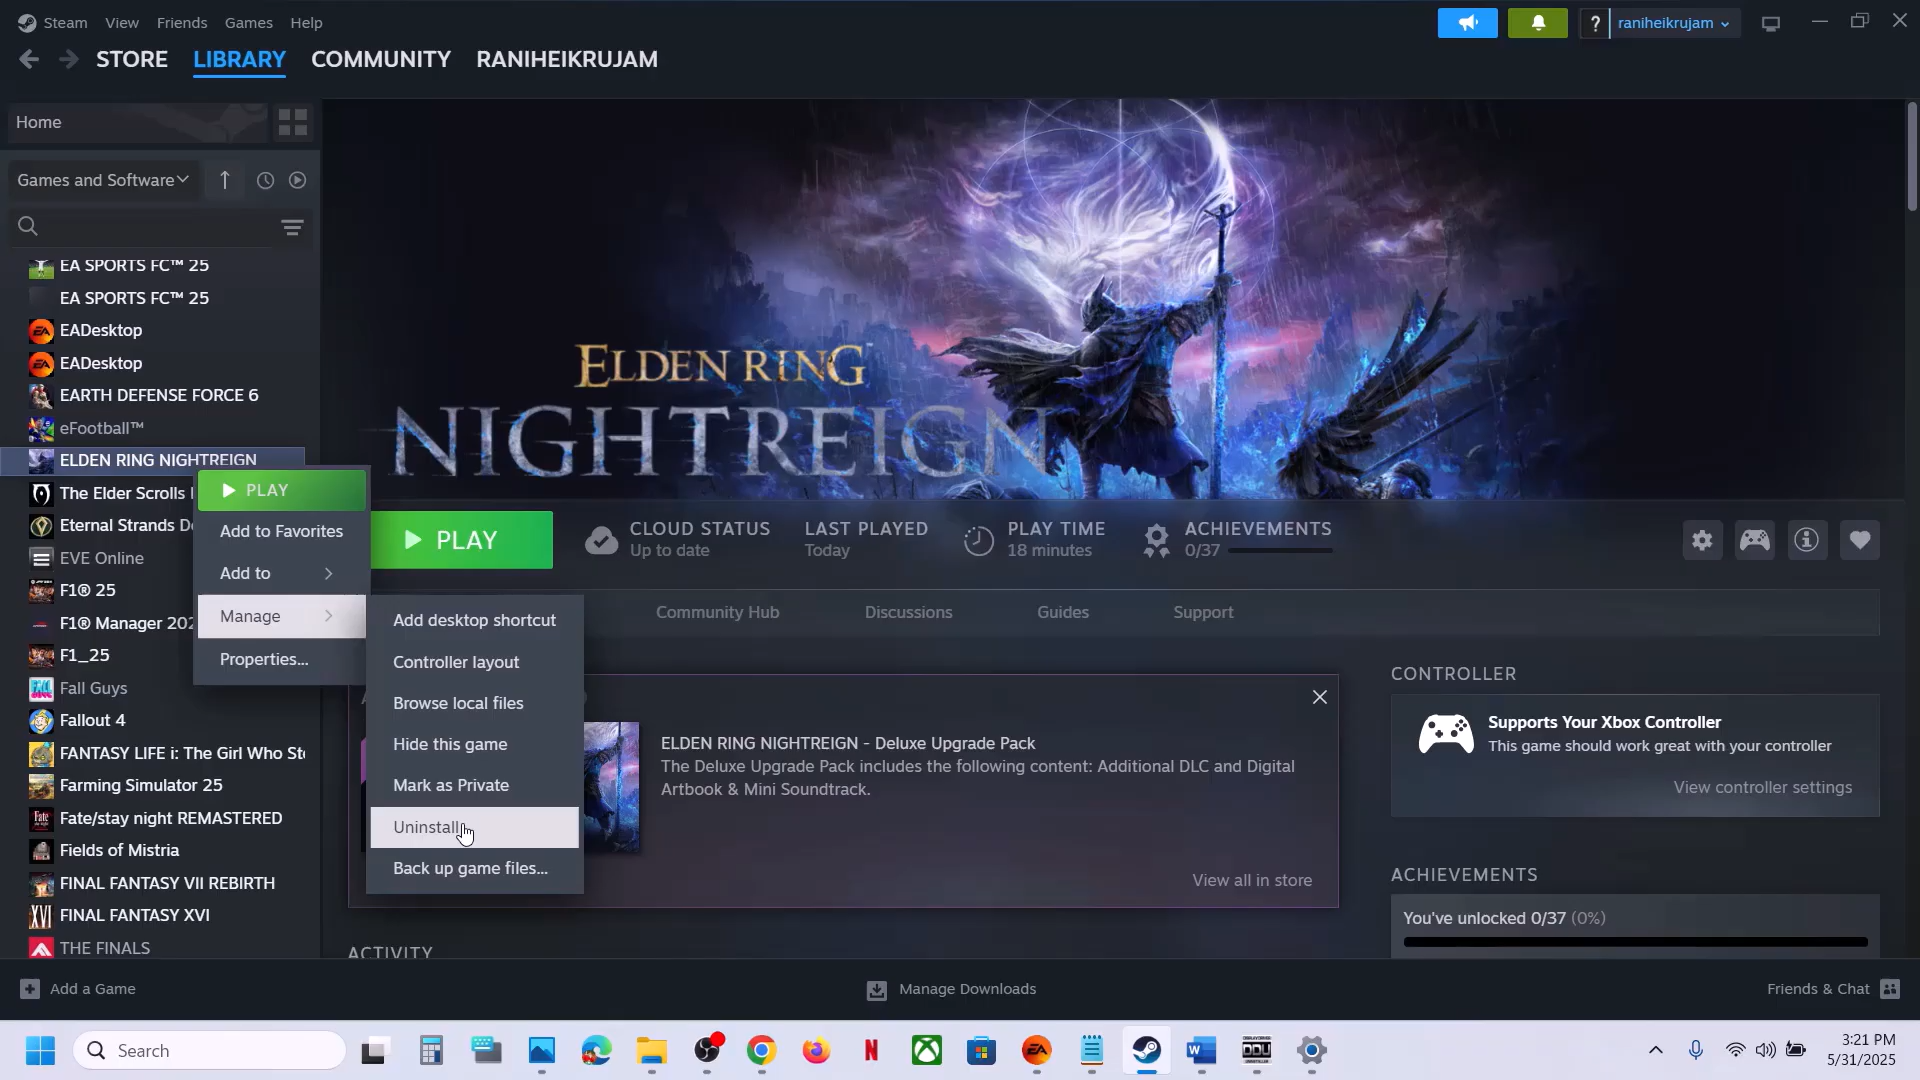 Steam View Friends Games Help
? raniheikrujam
STORE LIBRARY COMMUNITY RANIHEIKRUJAM
Home
Games and Software
EA SPORTS FC™ 25
EA SPORTS FC™ 25
EADesktop
EADesktop
EARTH DEFENSE FORCE 6
eFootball™
ELDEN RING NIGHTREIGN
The Elder Scrolls
Eternal Strands
EVE Online
F1® 25
F1® Manager 202
F1_25
Fall Guys
Fallout 4
FANTASY LIFE i: The Girl Who Ste
Farming Simulator 25
Fate/stay night REMASTERED
Fields of Mistria
FINAL FANTASY VII REBIRTH
FINAL FANTASY XVI
THE FINALS
PLAY
Add to Favorites
Add to
Manage
Properties...
Add desktop shortcut
Controller layout
Browse local files
Hide this game
Mark as Private
Uninstall
Back up game files...
ELDEN RING™
NIGHTREIGN
PLAY
CLOUD STATUS
Up to date
LAST PLAYED
Today
PLAY TIME
18 minutes
ACHIEVEMENTS
0/37
Community Hub Discussions Guides Support
ELDEN RING NIGHTREIGN - Deluxe Upgrade Pack
The Deluxe Upgrade Pack includes the following content: Additional DLC and Digital
Artbook & Mini Soundtrack.
View all in store
ACTIVITY
CONTROLLER
Supports Your Xbox Controller
This game should work great with your controller
View controller settings
ACHIEVEMENTS
You've unlocked 0/37 (0%)
Add a Game
Manage Downloads
Friends & Chat
Search
3:21 PM
5/31/2025